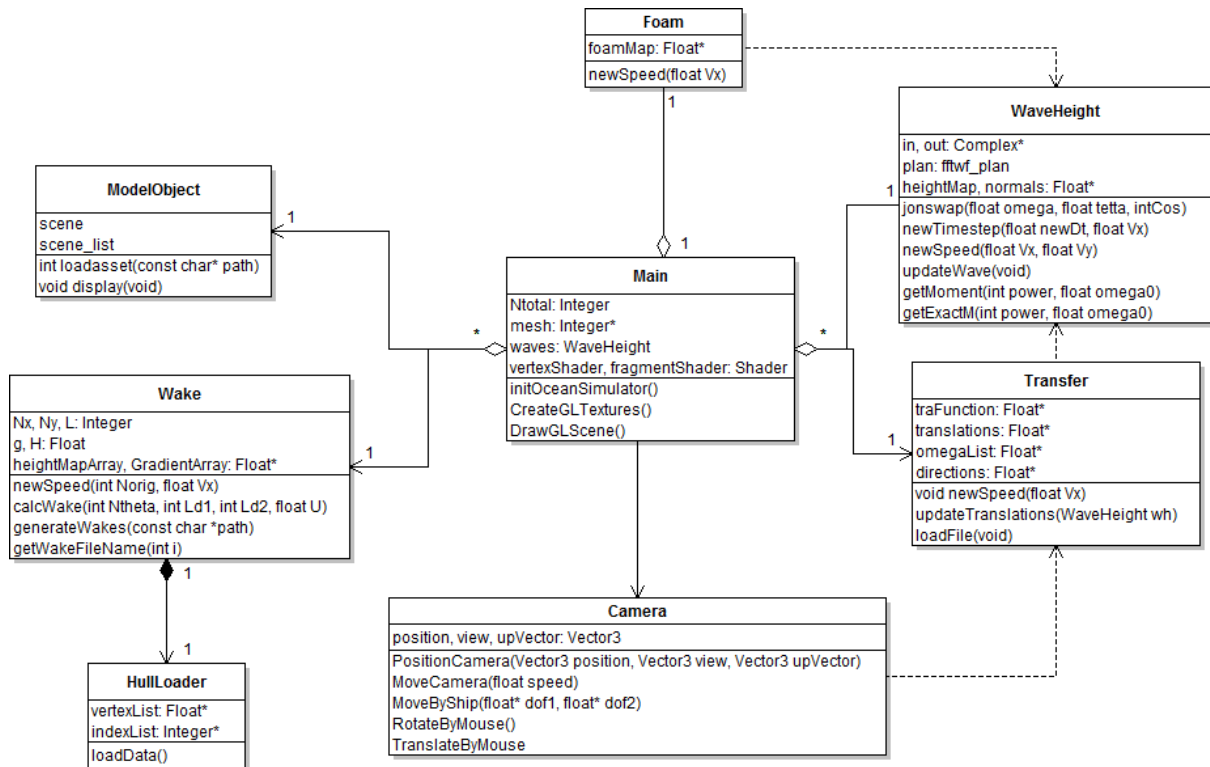 Foam
foamMap: Float*
newSpeed(float Vx)
1
1
WaveHeight
in, out: Complex*
plan: fftwf_plan
heightMap, normals: Float*
jonswap(float omega, float tetta, intCos)
newTimestep(float newDt, float Vx)
newSpeed(float Vx, float Vy)
updateWave(void)
getMoment(int power, float omega0)
getExactM(int power, float omega0)
1
ModelObject
scene
scene_list
int loadasset(const char* path)
void display(void)
1
Main
Ntotal: Integer
mesh: Integer*
waves: WaveHeight
vertexShader, fragmentShader: Shader
initOceanSimulator()
CreateGLTextures()
DrawGLScene()
*
*
Transfer
traFunction: Float*
translations: Float*
omegaList: Float*
directions: Float*
void newSpeed(float Vx)
updateTranslations(WaveHeight wh)
loadFile(void)
1
Wake
Nx, Ny, L: Integer
g, H: Float
heightMapArray, GradientArray: Float*
newSpeed(int Norig, float Vx)
calcWake(int Ntheta, int Ld1, int Ld2, float U)
generateWakes(const char *path)
getWakeFileName(int i)
1
1
1
Camera
position, view, upVector: Vector3
PositionCamera(Vector3 position, Vector3 view, Vector3 upVector)
MoveCamera(float speed)
MoveByShip(float* dof1, float* dof2)
RotateByMouse()
TranslateByMouse
HullLoader
vertexList: Float*
indexList: Integer*
loadData()